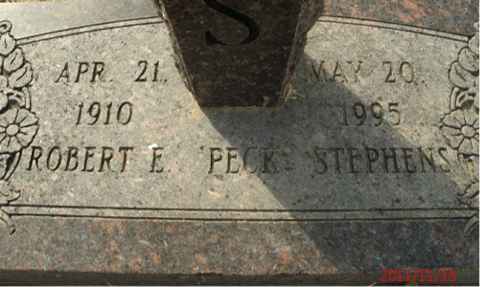 S
APR. 21, MAY 20,
1910 1995
ROBERT E. "PECK" STEPHENS